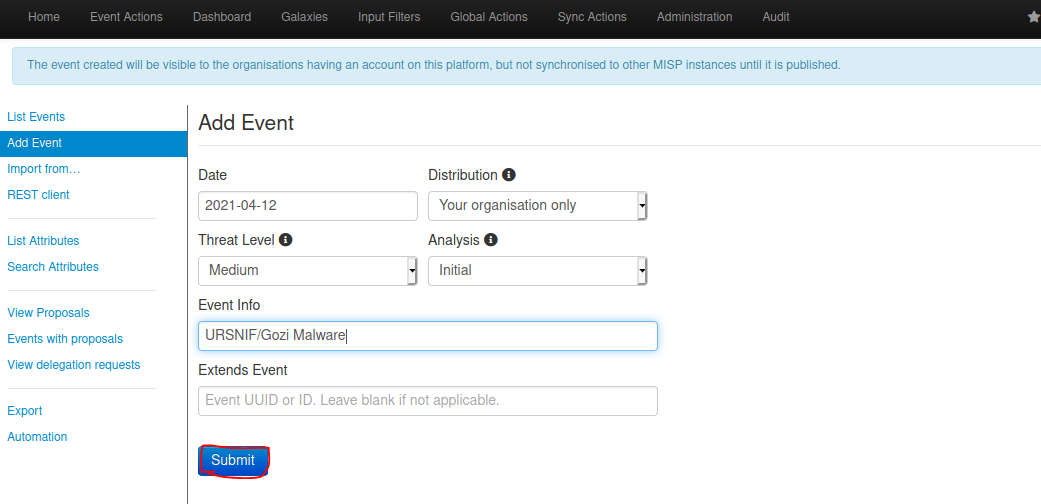 Home Event Actions Dashboard Galaxies Input Filters Global Actions Sync Actions Administration Audit
The event created will be visible to the organisations having an account on this platform, but not synchronised to other MISP instances until it is published.
List Events
Add Event
Import from…
REST client
List Attributes
Search Attributes
View Proposals
Events with proposals
View delegation requests
Export
Automation
Add Event
Date Distribution
2021-04-12 Your organisation only
Threat Level Analysis
Medium Initial
Event Info
URSNIF/Gozi Malware
Extends Event
Event UUID or ID. Leave blank if not applicable.
Submit